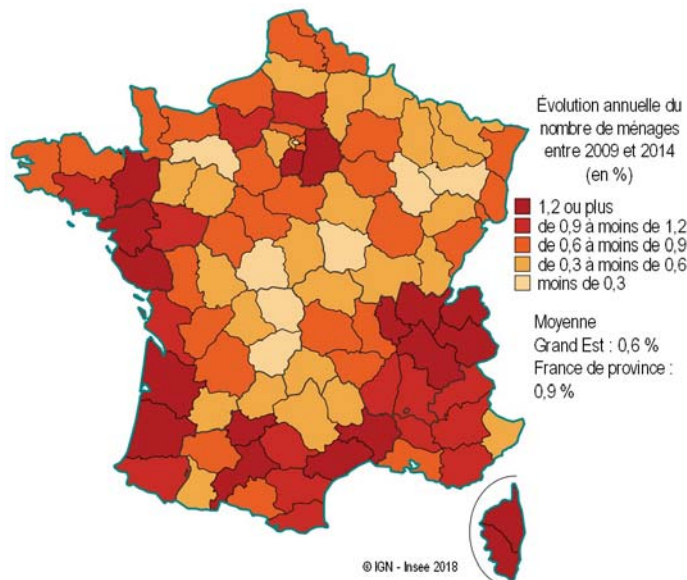 Évolution annuelle du
nombre de ménages
entre 2009 et 2014
(en %)
1,2 ou plus
de 0,9 à moins de 1,2
de 0,6 à moins de 0,9
de 0,3 à moins de 0,6
moins de 0,3
Moyenne
Grand Est : 0,6 %
France de province :
0,9 %
© IGN - Insee 2018